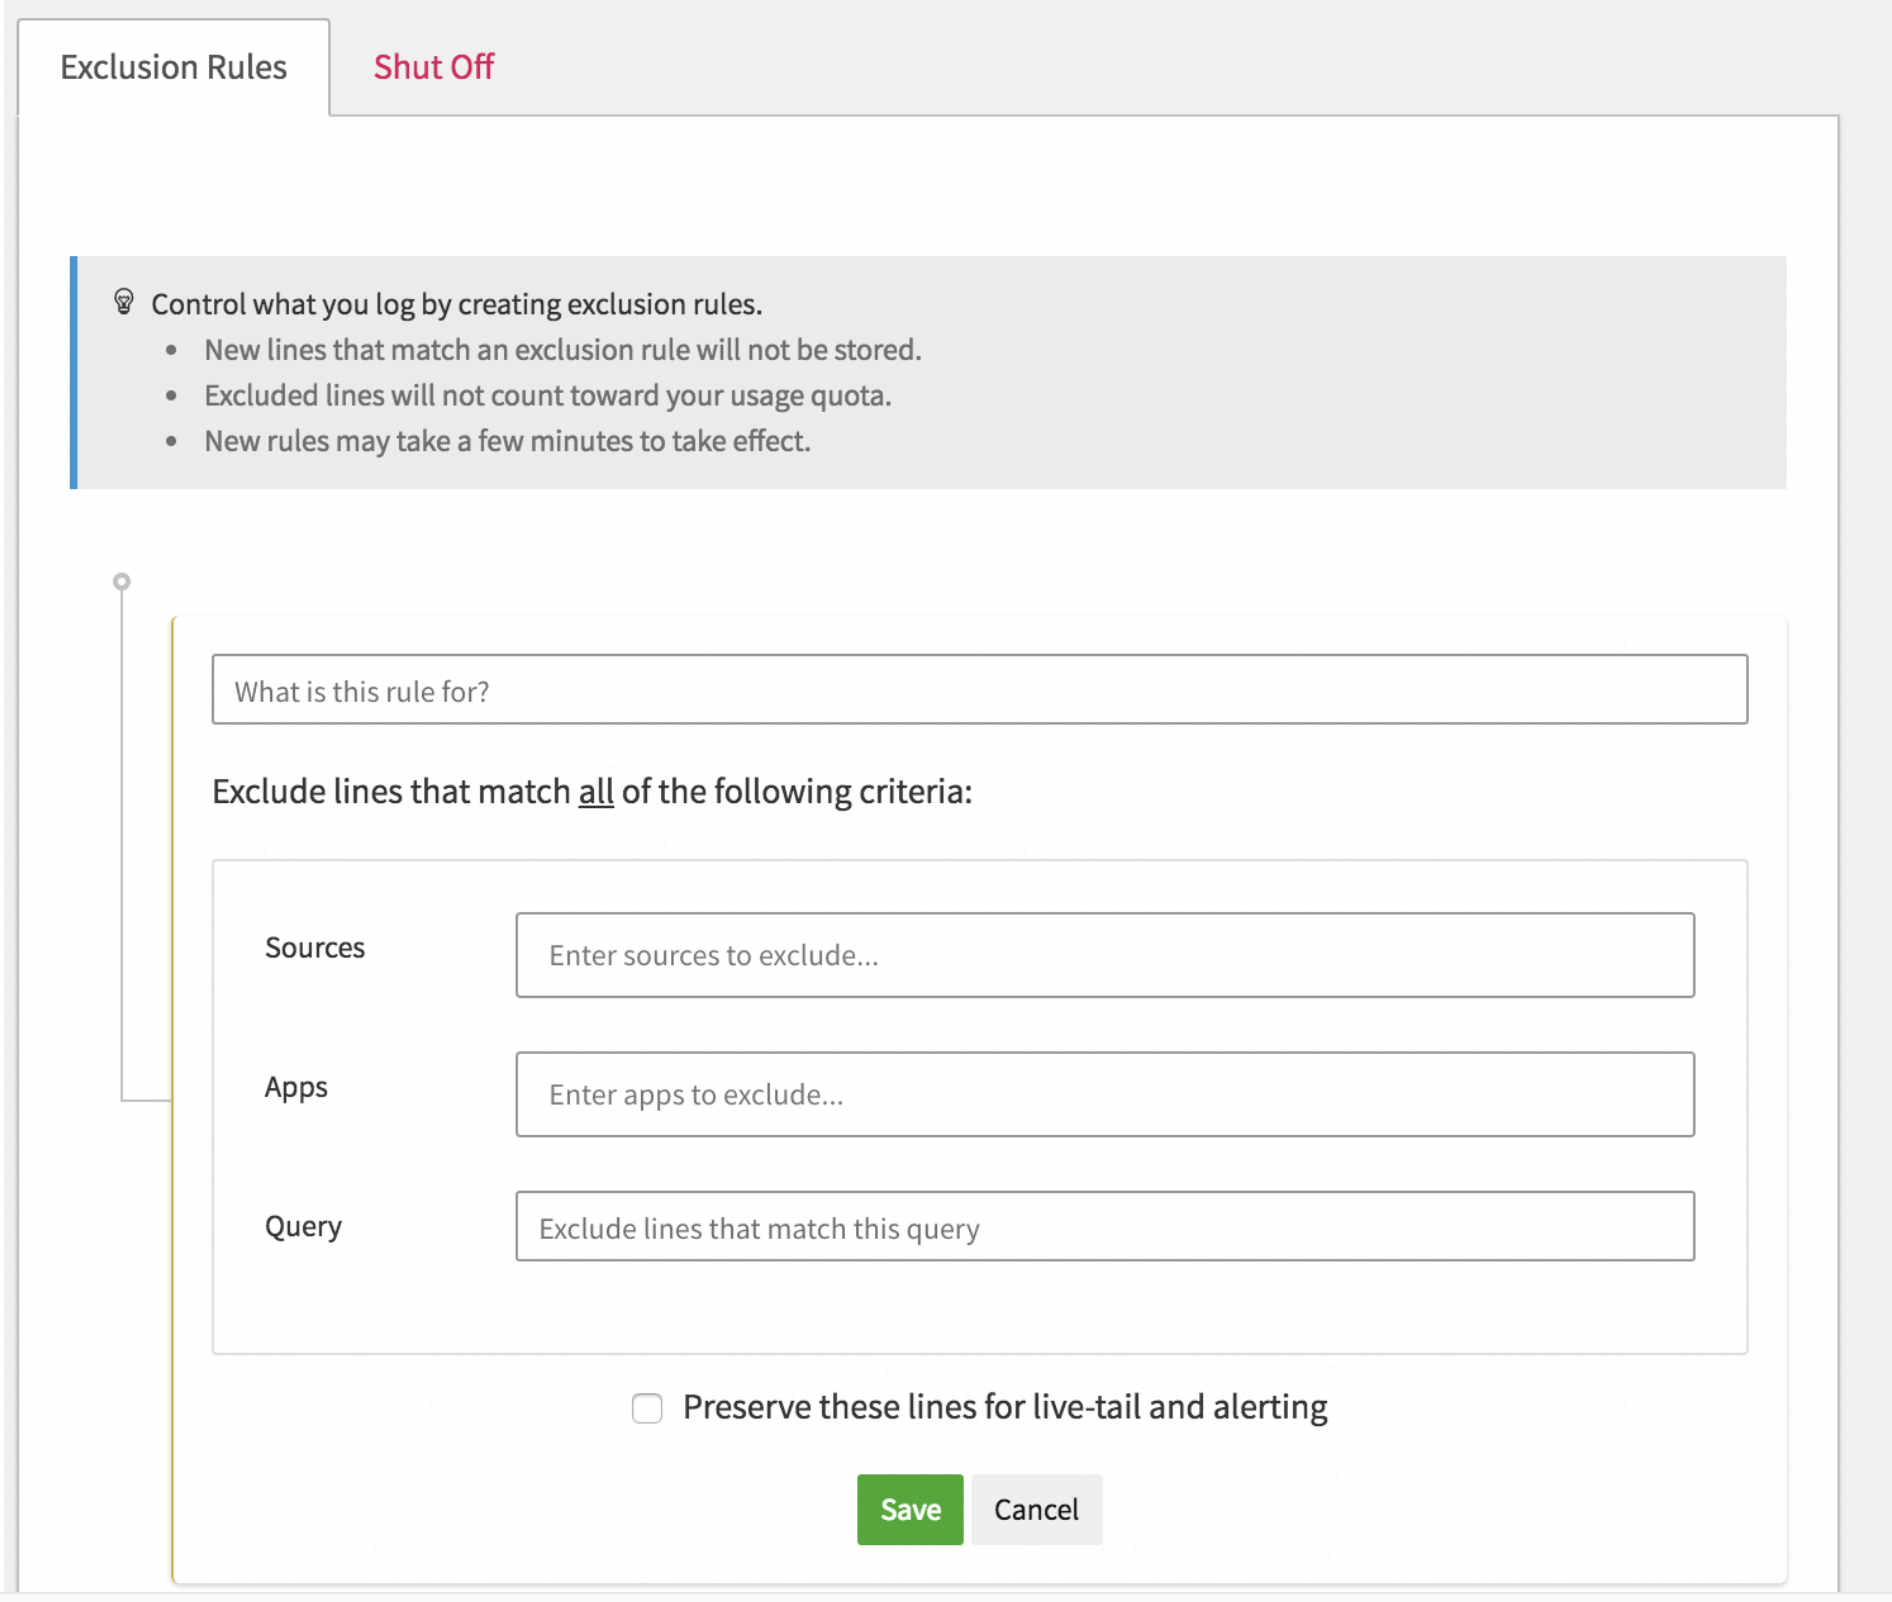 Exclusion Rules
Shut Off
Control what you log by creating exclusion rules.
New lines that match an exclusion rule will not be stored.
Excluded lines will not count toward your usage quota.
New rules may take a few minutes to take effect.
What is this rule for?
Exclude lines that match all of the following criteria:
Sources
Enter sources to exclude...
Apps
Enter apps to exclude...
Query
Exclude lines that match this query
Preserve these lines for live-tail and alerting
Save
Cancel